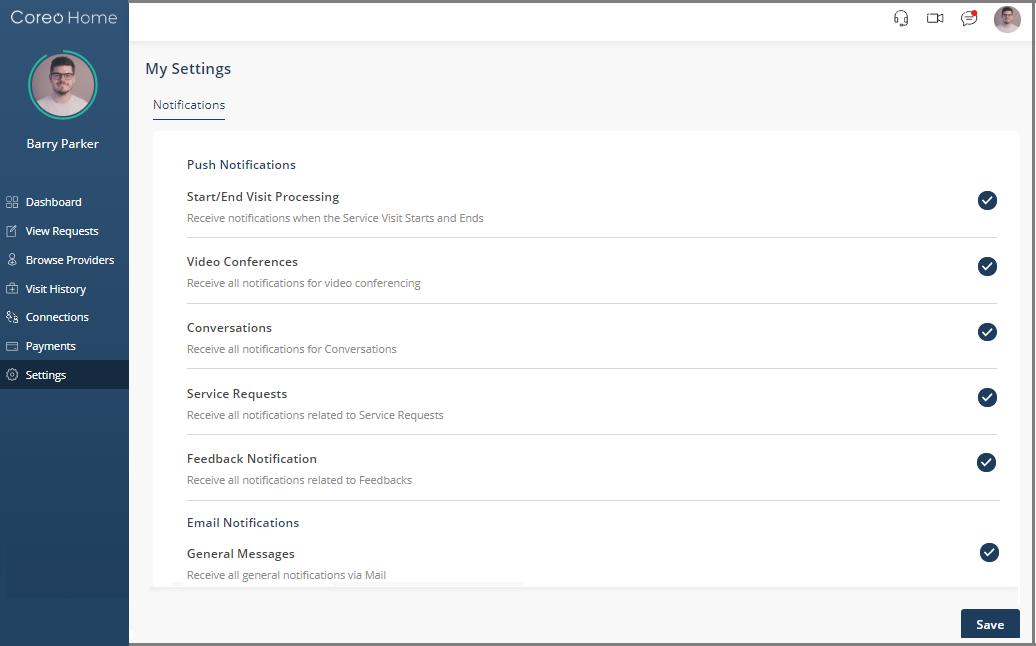 Coreo Home
Barry Parker
Dashboard
View Requests
Browse Providers
Visit History
Connections
Payments
Settings
My Settings
Notifications
Push Notifications
Start/End Visit Processing
Receive notifications when the Service Visit Starts and Ends
Video Conferences
Receive all notifications for video conferencing
Conversations
Receive all notifications for Conversations
Service Requests
Receive all notifications related to Service Requests
Feedback Notification
Receive all notifications related to Feedbacks
Email Notifications
General Messages
Receive all general notifications via Mail
Save